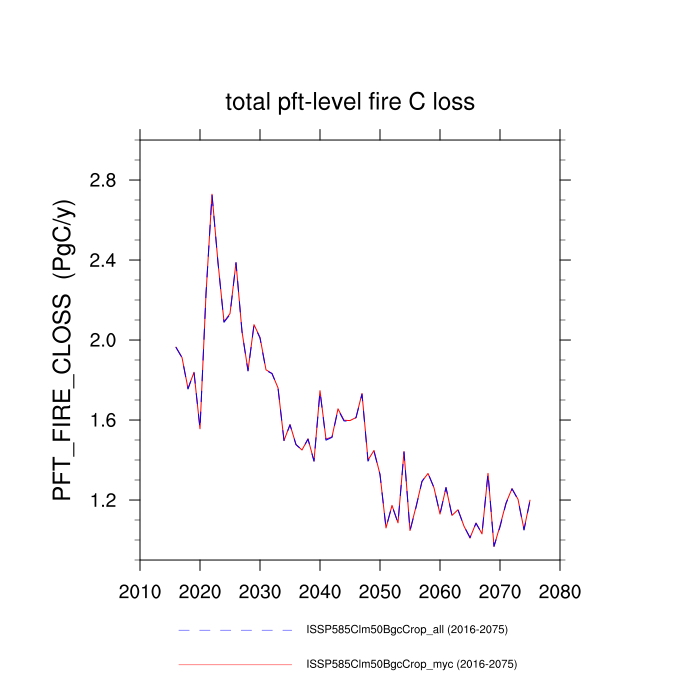 total pft-level fire C loss
PFT_FIRE_CLOSS (PgC/y)
2.8
2.4
2.0
1.6
1.2
2010 2020 2030 2040 2050 2060 2070 2080
ISSP585Clm50BgcCrop_all (2016-2075)
ISSP585Clm50BgcCrop_myc (2016-2075)